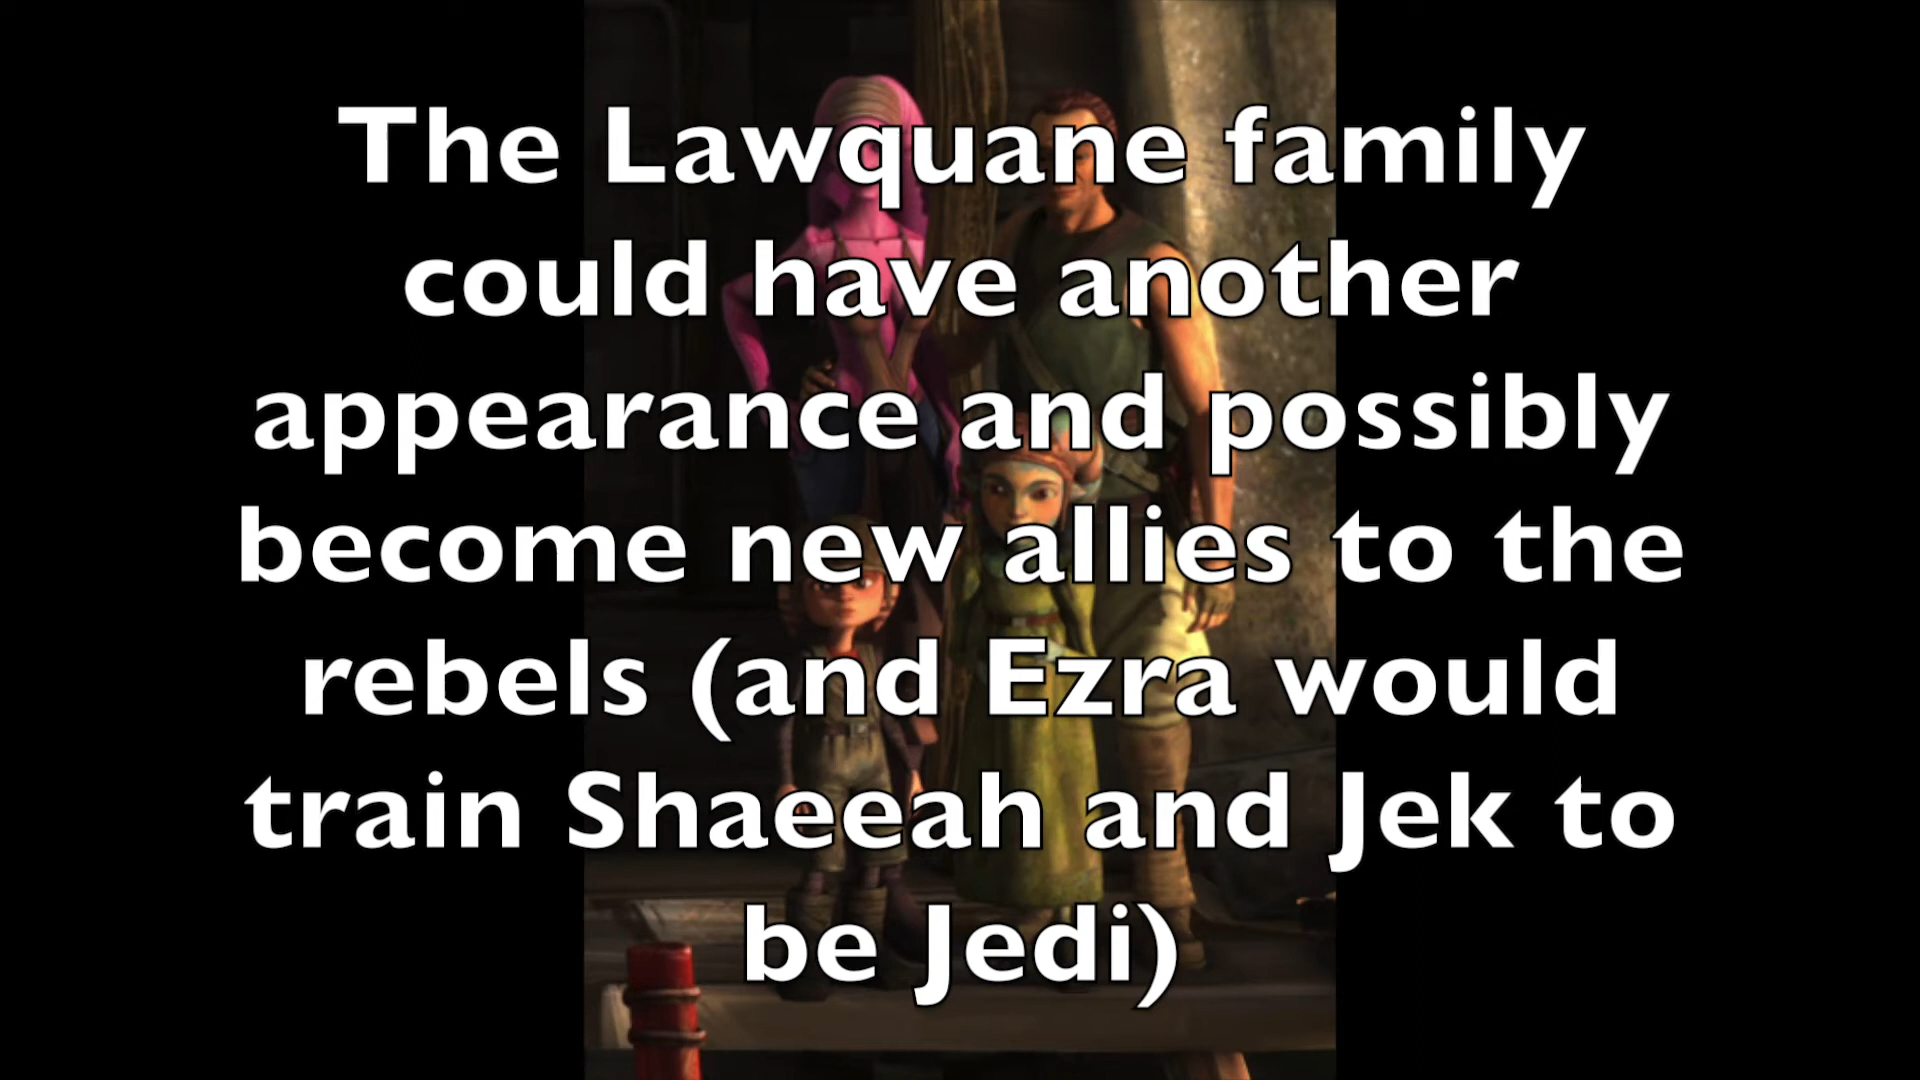 The Lawquane family
could have another
appearance and possibly
become new allies to the
rebels (and Ezra would
train Shaeeah and Jek to
be Jedi)